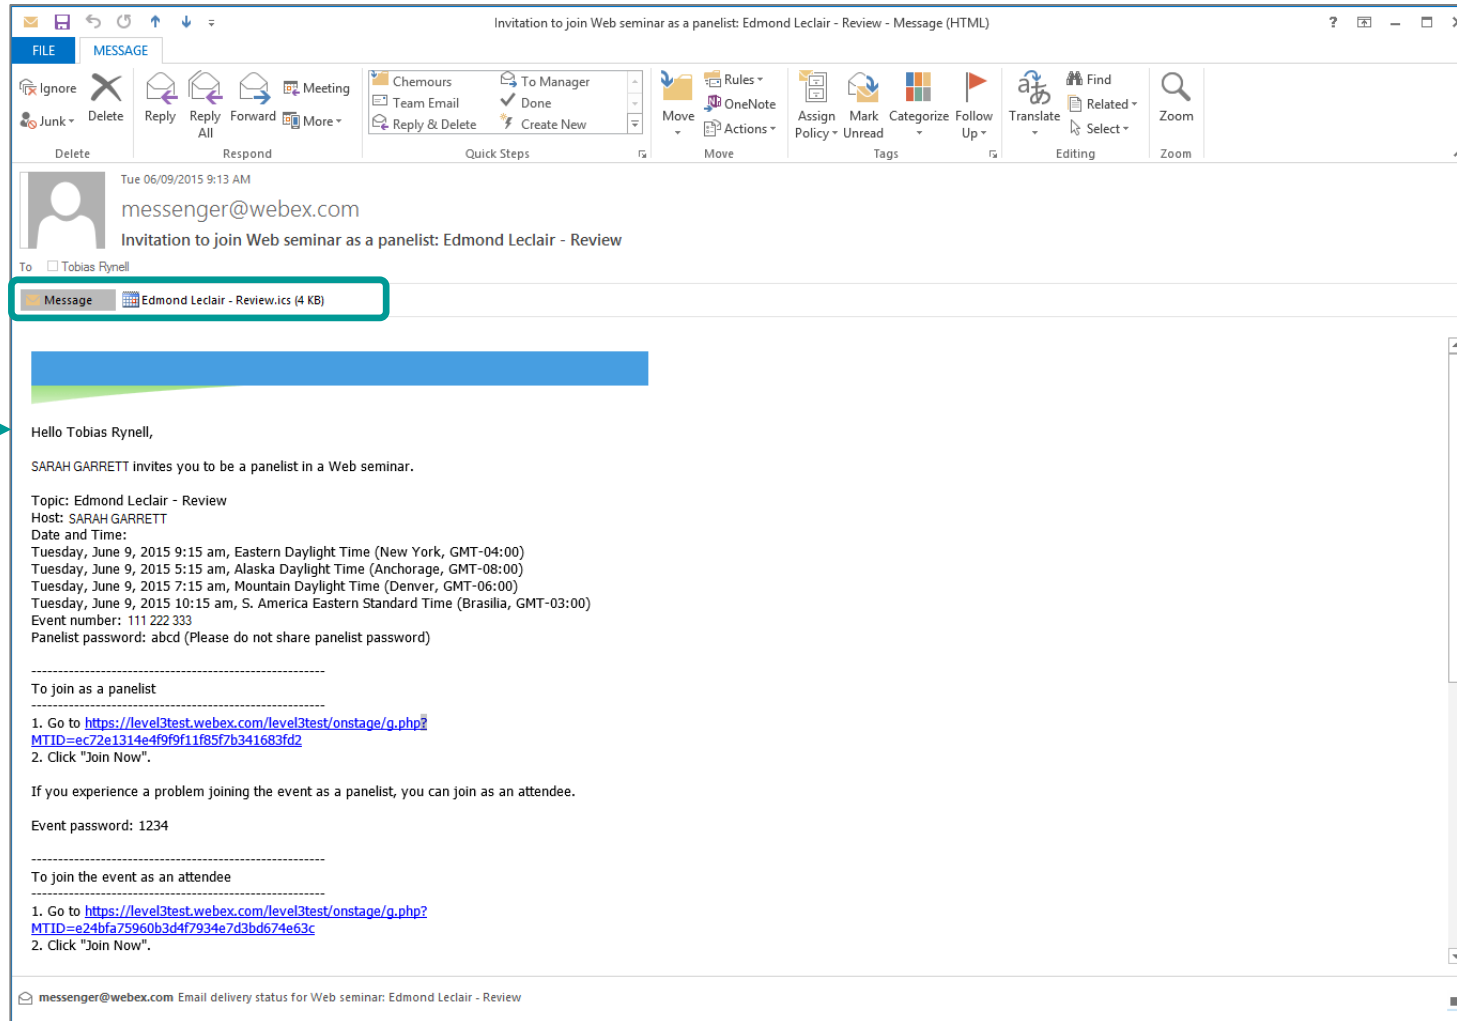 Invitation to join Web seminar as a panelist: Edmond Leclair - Review - Message (HTML)
?
FILE MESSAGE
Ignore
Junk
Delete
Reply
Reply All
Forward
Meeting
More
Chemours
Team Email
Reply & Delete
To Manager
Done
Create New
Move
Rules
OneNote
Actions
Assign Policy
Mark Unread
Categorize
Follow Up
Translate
Find
Related
Select
Zoom
Delete Respond Quick Steps Move Tags Editing Zoom
Tue 06/09/2015 9:13 AM
messenger@webex.com
Invitation to join Web seminar as a panelist: Edmond Leclair - Review
To Tobias Rynell
Message Edmond Leclair - Review.ics (4 KB)
Hello Tobias Rynell,
SARAH GARRETT invites you to be a panelist in a Web seminar.
Topic: Edmond Leclair - Review
Host: SARAH GARRETT
Date and Time:
Tuesday, June 9, 2015 9:15 am, Eastern Daylight Time (New York, GMT-04:00)
Tuesday, June 9, 2015 5:15 am, Alaska Daylight Time (Anchorage, GMT-08:00)
Tuesday, June 9, 2015 7:15 am, Mountain Daylight Time (Denver, GMT-06:00)
Tuesday, June 9, 2015 10:15 am, S. America Eastern Standard Time (Brasilia, GMT-03:00)
Event number: 111 222 333
Panelist password: abcd (Please do not share panelist password)
-------------------------------------------------------
To join as a panelist
-------------------------------------------------------
1. Go to https://level3test.webex.com/level3test/onstage/g.php?
MTID=ec72e1314e4f9f9f11f85f7b341683fd2
2. Click "Join Now".
If you experience a problem joining the event as a panelist, you can join as an attendee.
Event password: 1234
-------------------------------------------------------
To join the event as an attendee
-------------------------------------------------------
1. Go to https://level3test.webex.com/level3test/onstage/g.php?
MTID=e24bfa75960b3d4f7934e7d3bd674e63c
2. Click "Join Now".
messenger@webex.com Email delivery status for Web seminar: Edmond Leclair - Review